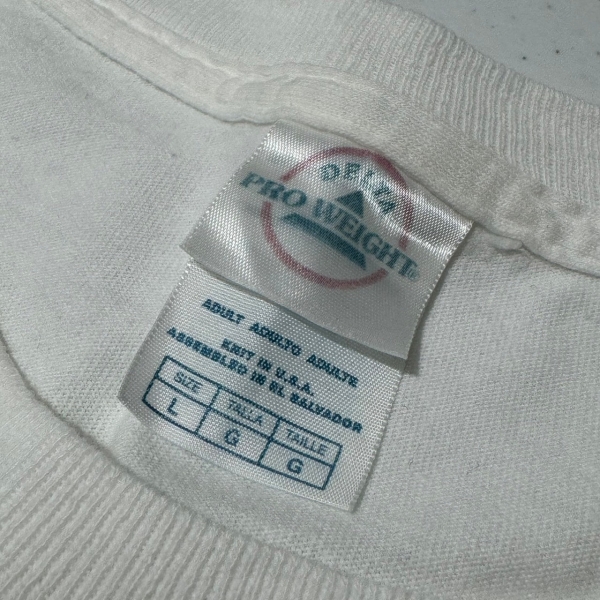 DELTA
PRO WEIGHT®
ADULT ADULTO ADULTE
KNIT IN U.S.A.
ASSEMBLED IN EL SALVADOR
SIZE TALLA TAILLE
L G G